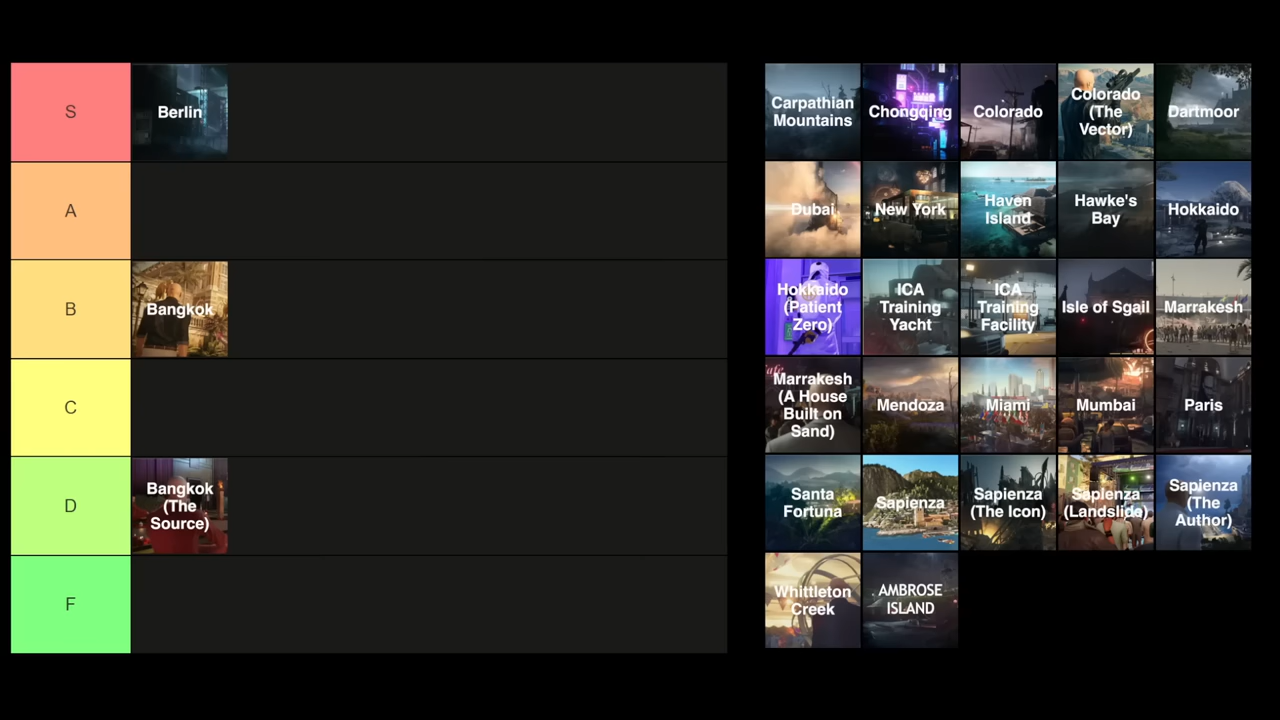 S
Berlin
A
B
Bangkok
C
D
Bangkok
(The
Source)
F
Carpathian
Mountains
Chongqing
Colorado
Colorado
(The
Vector)
Dartmoor
Dubai
New York
Haven
Island
Hawke's
Bay
Hokkaido
Hokkaido
(Patient
Zero)
ICA
Training
Yacht
ICA
Training
Facility
Isle of Sgail
Marrakesh
Marrakesh
(A House
Built on
Sand)
Mendoza
Miami
Mumbai
Paris
Santa
Fortuna
Sapienza
Sapienza
(The Icon)
Sapienza
(Landslide)
Sapienza
(The
Author)
Whittleton
Creek
AMBROSE
ISLAND